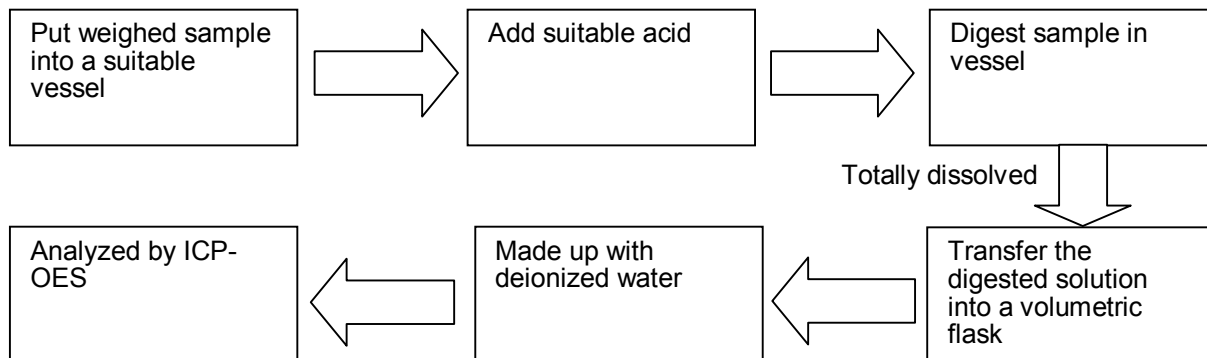 Put weighed sample
into a suitable
vessel
Add suitable acid
Digest sample in
vessel
Totally dissolved
Transfer the
digested solution
into a volumetric
flask
Made up with
deionized water
Analyzed by ICP-
OES